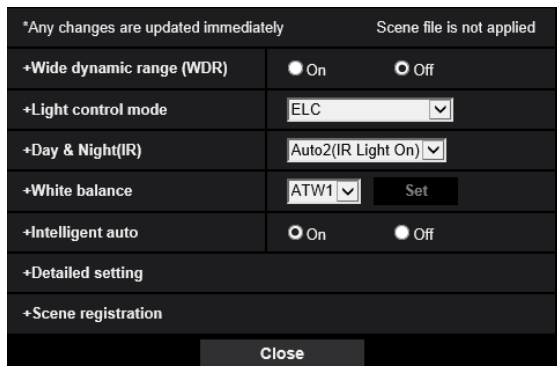 *Any changes are updated immediately Scene file is not applied
+Wide dynamic range (WDR) On Off
+Light control mode ELC
+Day & Night(IR) Auto2(IR Light On)
+White balance ATW1 Set
+Intelligent auto On Off
+Detailed setting
+Scene registration
Close